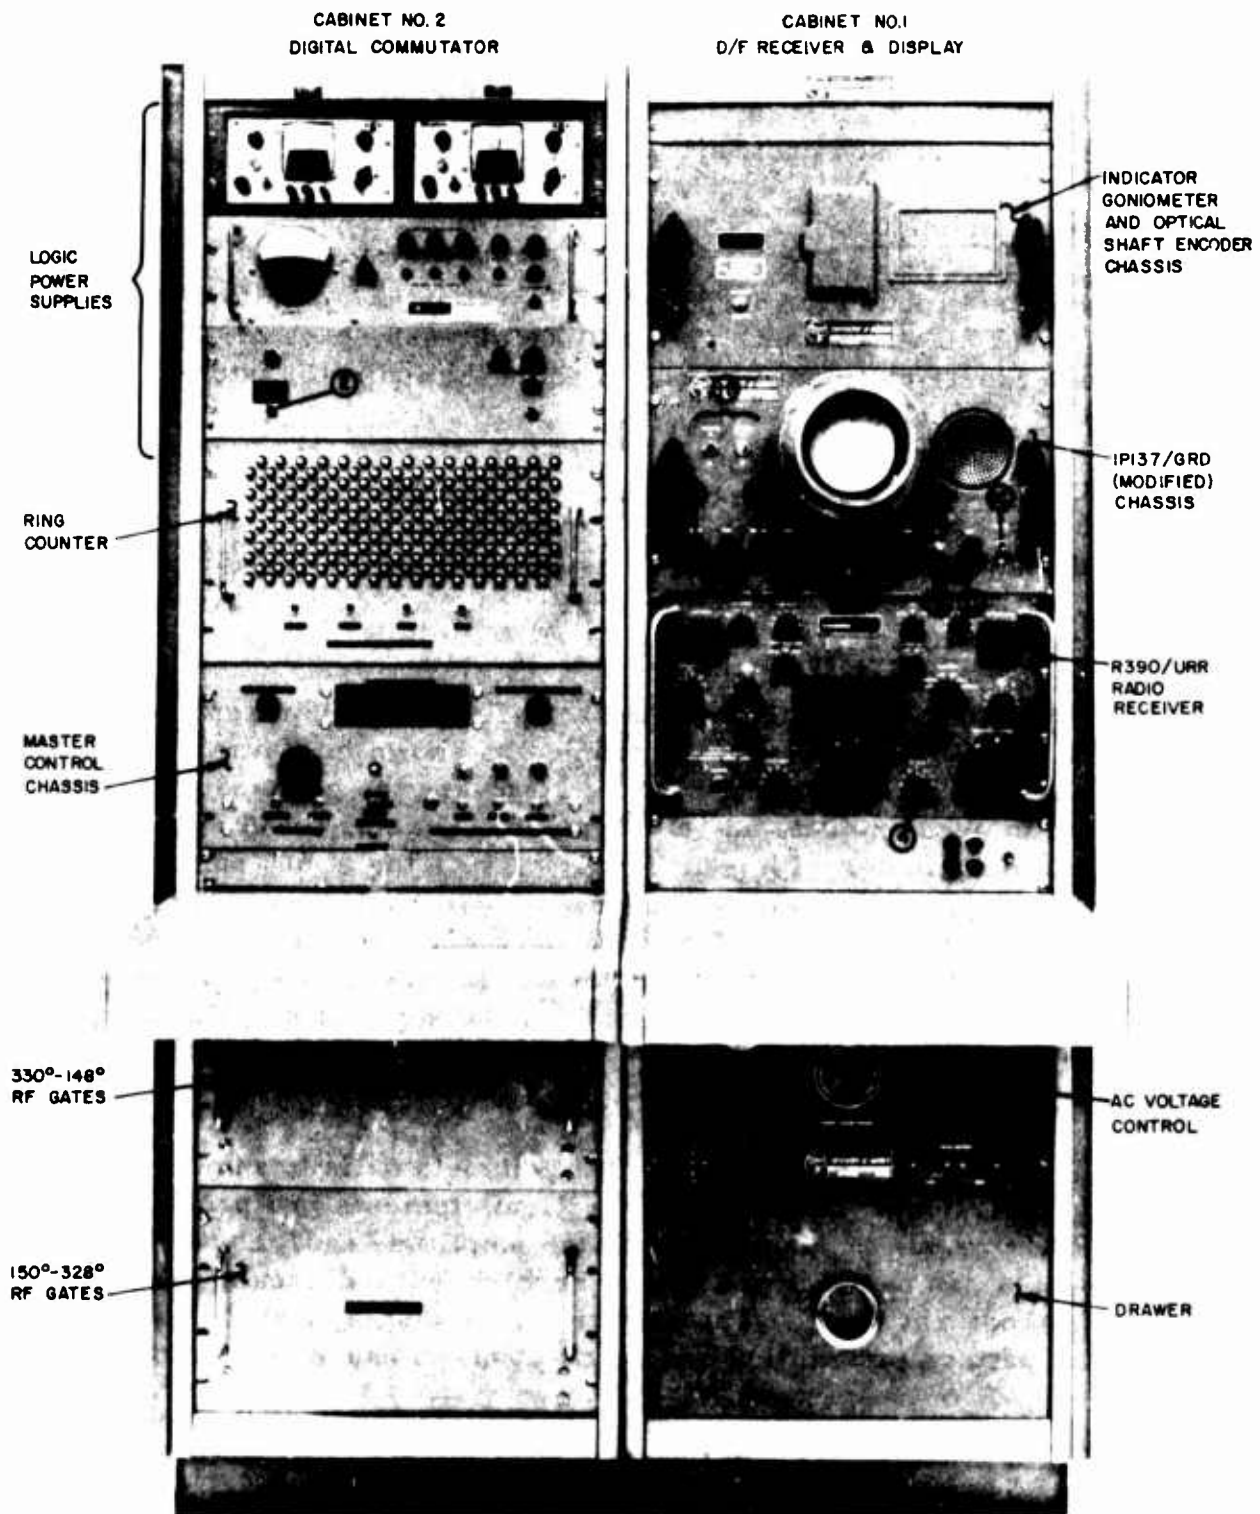 CABINET NO. 2
DIGITAL COMMUTATOR
CABINET NO.1
D/F RECEIVER & DISPLAY
LOGIC
POWER
SUPPLIES
RING
COUNTER
MASTER
CONTROL
CHASSIS
330°-148°
RF GATES
150°-328°
RF GATES
INDICATOR
GONIOMETER
AND OPTICAL
SHAFT ENCODER
CHASSIS
IP137/GRD
(MODIFIED)
CHASSIS
R390/URR
RADIO
RECEIVER
AC VOLTAGE
CONTROL
DRAWER